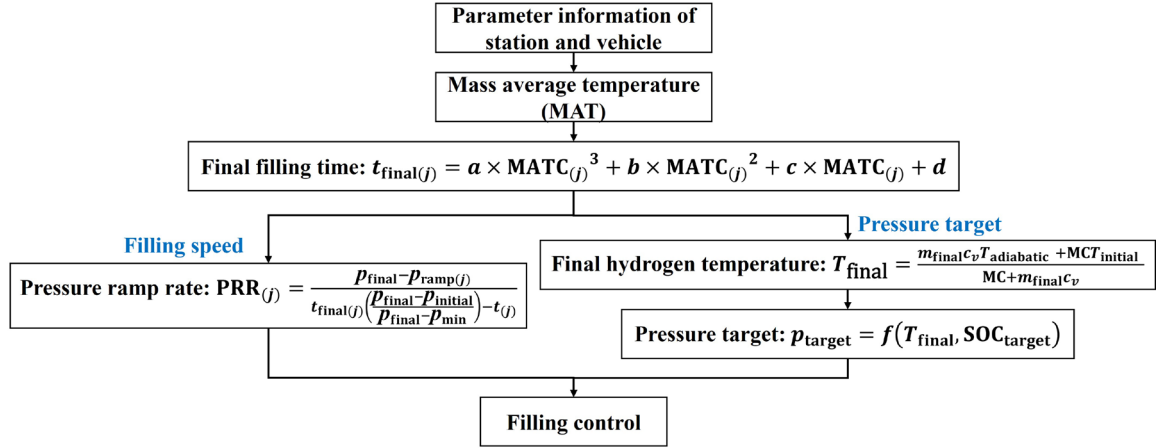 Parameter information of
station and vehicle
Mass average temperature
(MAT)
Final filling time: t_final(j) = a × MATC_(j)^3 + b × MATC_(j)^2 + c × MATC_(j) + d
Filling speed
Pressure target
Pressure ramp rate: PRR_(j) = (p_final−p_ramp(j)) / (t_final(j)((p_final−p_initial)/(p_final−p_min))−t_(j))
Final hydrogen temperature: T_final = (m_final c_v T_adiabatic +MCT_initial) / (MC+m_final c_v)
Pressure target: p_target = f(T_final, SOC_target)
Filling control